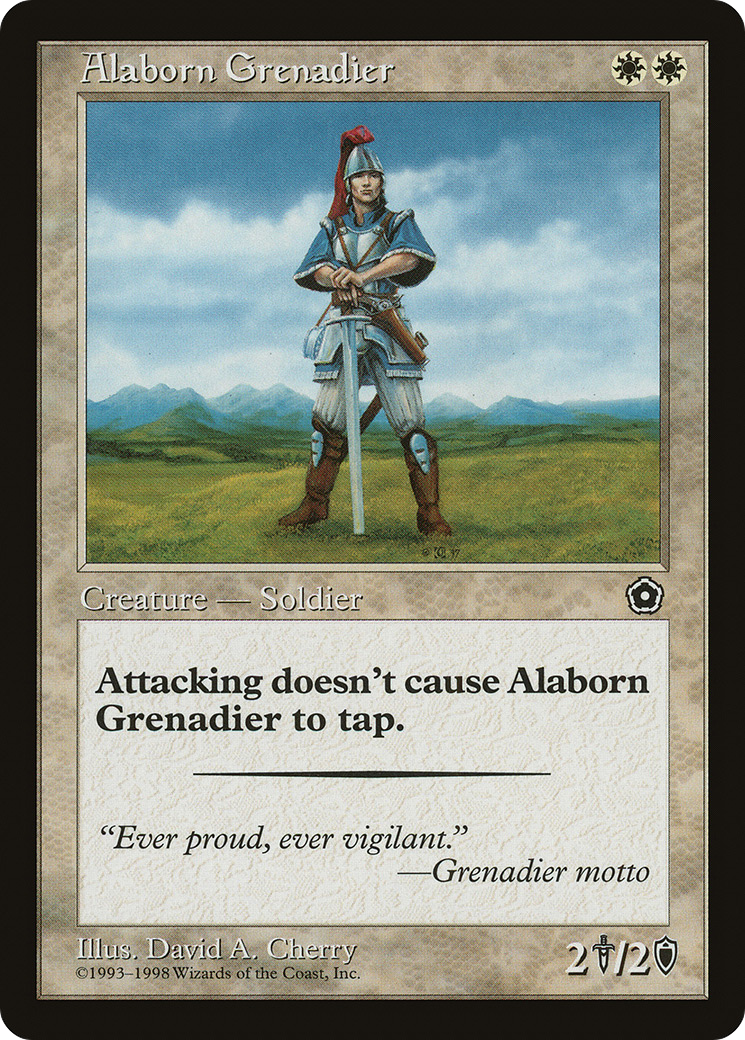 Alaborn Grenadier
Creature — Soldier
Attacking doesn't cause Alaborn
Grenadier to tap.
“Ever proud, ever vigilant.”
—Grenadier motto
Illus. David A. Cherry
©1993–1998 Wizards of the Coast, Inc.
2/2